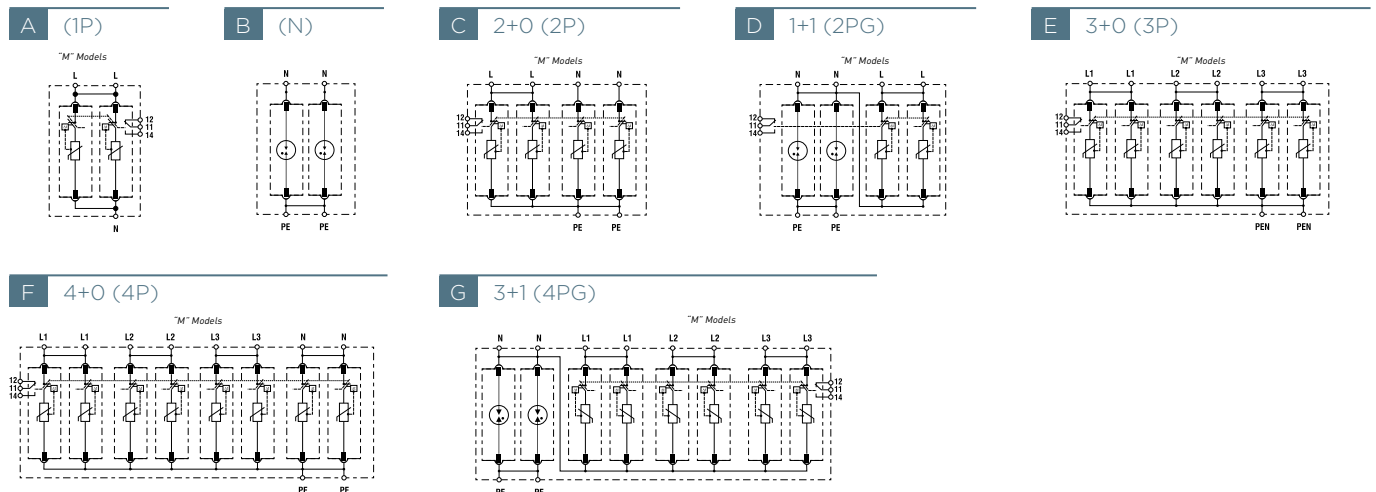 A (1P)
B (N)
C 2+0 (2P)
D 1+1 (2PG)
E 3+0 (3P)
"M" Models
L L
12
11
14
N
N N
PE PE
"M" Models
L L N N
12
11
14
PE PE
"M" Models
N N L L
12
11
14
PE PE
"M" Models
L1 L1 L2 L2 L3 L3
12
11
14
PEN PEN
F 4+0 (4P)
G 3+1 (4PG)
"M" Models
L1 L1 L2 L2 L3 L3 N N
12
11
14
PE PE
"M" Models
N N L1 L1 L2 L2 L3 L3
12
11
14
PE PE